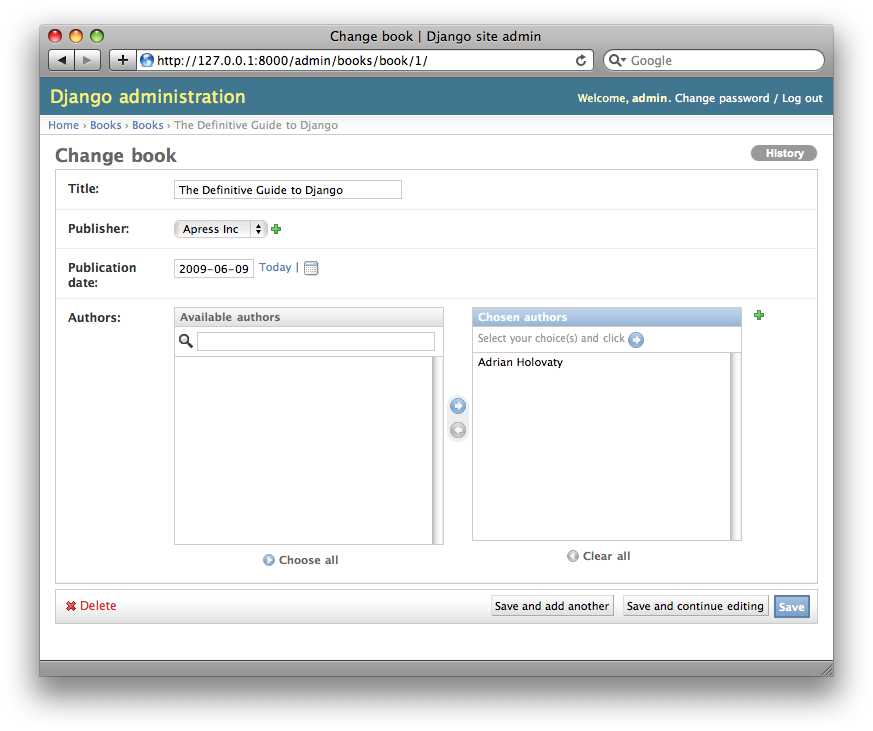 Change book | Django site admin
http://127.0.0.1:8000/admin/books/book/1/
Google
Django administration
Welcome, admin. Change password / Log out
Home › Books › Books › The Definitive Guide to Django
Change book
History
Title:
The Definitive Guide to Django
Publisher:
Apress Inc
Publication
date:
2009-06-09
Today |
Authors:
Available authors
Chosen authors
Select your choice(s) and click
Adrian Holovaty
Choose all
Clear all
Delete
Save and add another
Save and continue editing
Save